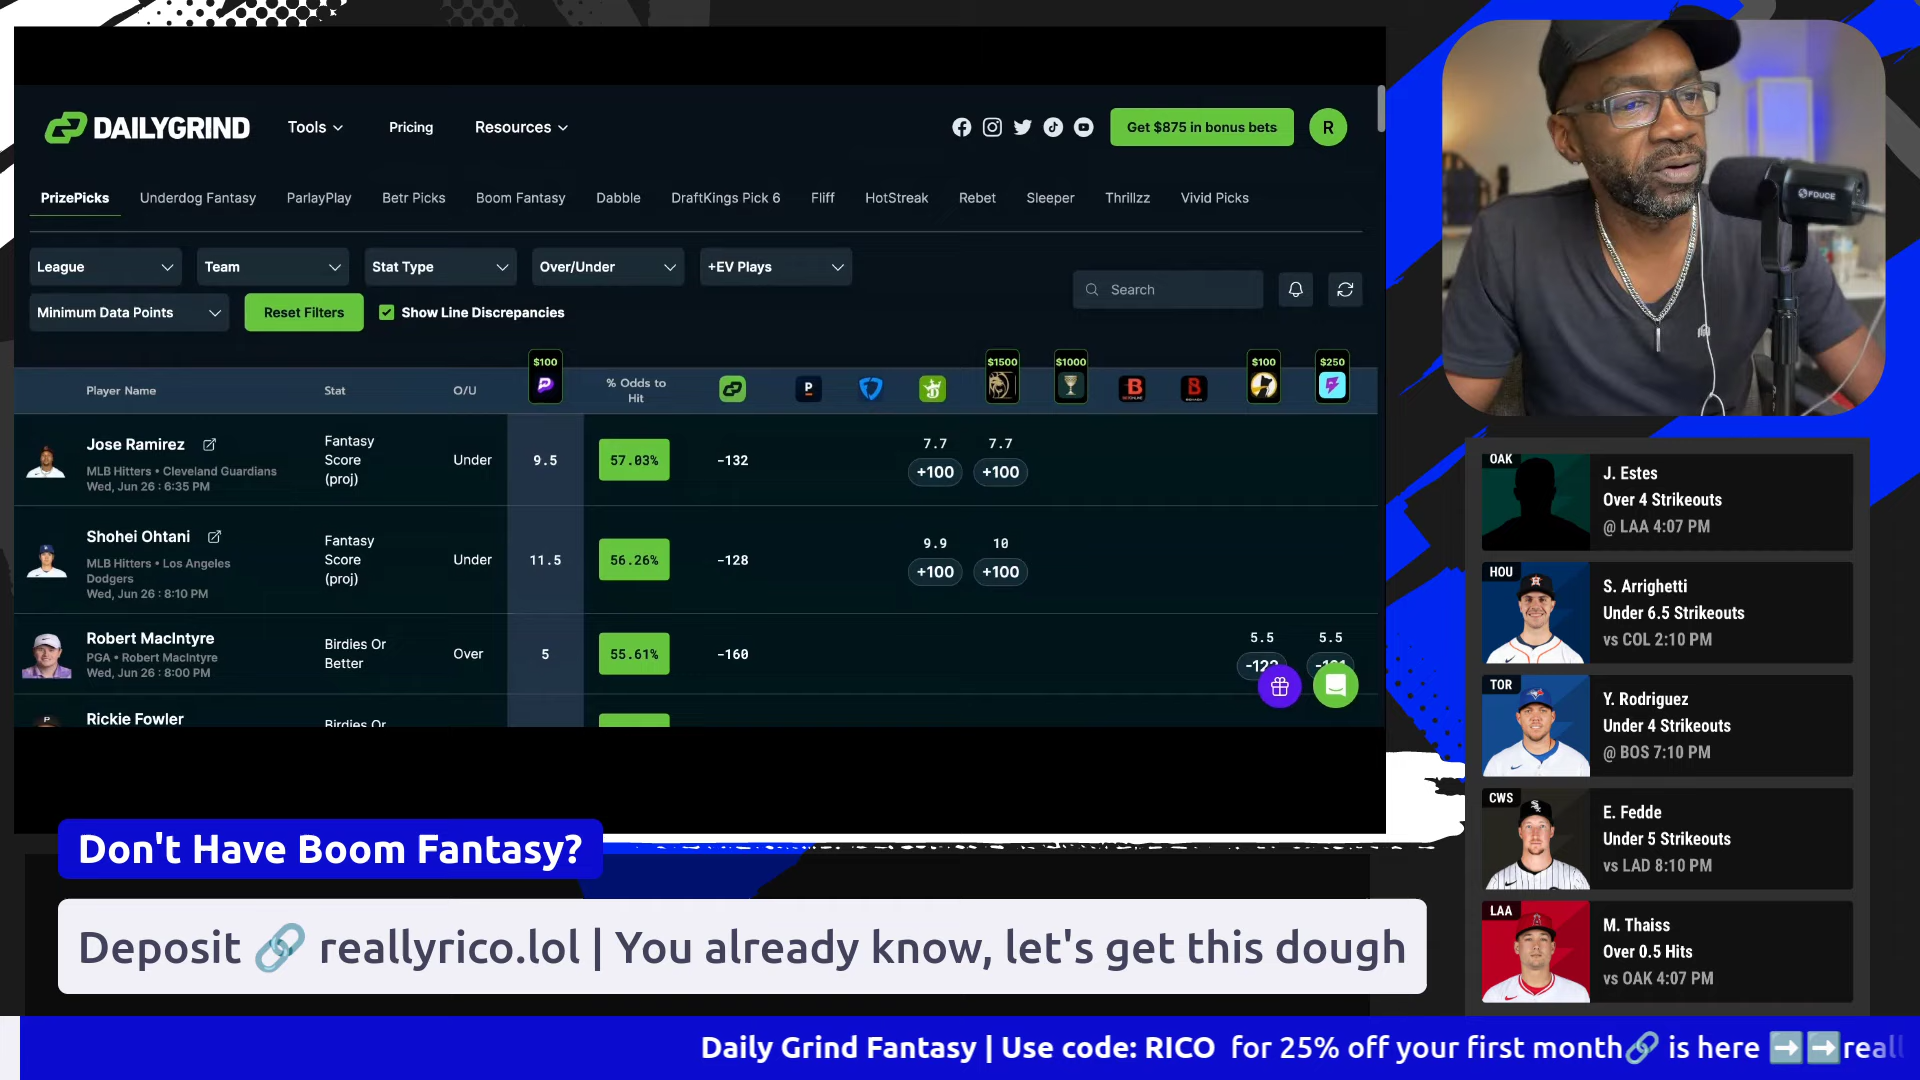 DAILYGRIND
Tools
Pricing
Resources
Get $875 in bonus bets
R
PrizePicks
Underdog Fantasy
ParlayPlay
Betr Picks
Boom Fantasy
Dabble
DraftKings Pick 6
Fliff
HotStreak
Rebet
Sleeper
Thrillzz
Vivid Picks
League
Team
Stat Type
Over/Under
+EV Plays
Search
Minimum Data Points
Reset Filters
Show Line Discrepancies
Player Name
Stat
O/U
$100
% Odds to
Hit
$1500
$1000
$100
$250
Jose Ramirez
MLB Hitters • Cleveland Guardians
Wed, Jun 26 : 6:35 PM
Fantasy
Score
(proj)
Under
9.5
57.03%
-132
7.7
+100
7.7
+100
Shohei Ohtani
MLB Hitters • Los Angeles
Dodgers
Wed, Jun 26 : 8:10 PM
Fantasy
Score
(proj)
Under
11.5
56.26%
-128
9.9
+100
10
+100
Robert MacIntyre
PGA • Robert MacIntyre
Wed, Jun 26 : 8:00 PM
Birdies Or
Better
Over
5
55.61%
-160
5.5
5.5
Rickie Fowler
Birdies Or
OAK
J. Estes
Over 4 Strikeouts
@ LAA 4:07 PM
HOU
S. Arrighetti
Under 6.5 Strikeouts
vs COL 2:10 PM
TOR
Y. Rodriguez
Under 4 Strikeouts
@ BOS 7:10 PM
CWS
E. Fedde
Under 5 Strikeouts
vs LAD 8:10 PM
LAA
M. Thaiss
Over 0.5 Hits
vs OAK 4:07 PM
Don't Have Boom Fantasy?
Deposit 🔗 reallyrico.lol | You already know, let's get this dough
Daily Grind Fantasy | Use code: RICO for 25% off your first month🔗 is here ➡️➡️real